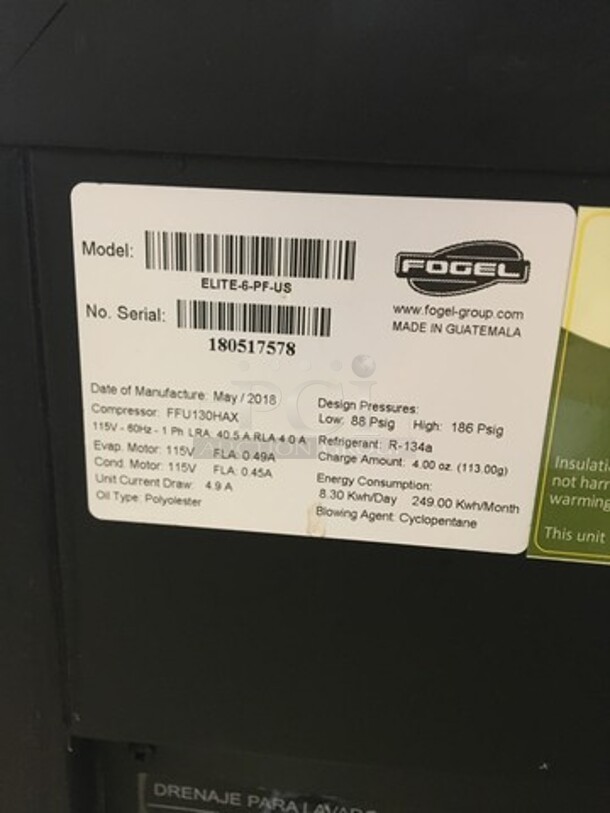 Model:
ELITE-6-PF-US
No. Serial:
180517578
FOGEL
www.fogel-group.com
MADE IN GUATEMALA
Date of Manufacture: May / 2018
Compressor: FFU130HAX
115V - 60Hz - 1 Ph LRA: 40.5 A RLA 4.0 A
Evap. Motor: 115V FLA: 0.49A
Cond. Motor: 115V FLA: 0.45A
Unit Current Draw: 4.9 A
Oil Type: Polyolester
Design Pressures:
Low: 88 Psig High: 186 Psig
Refrigerant: R-134a
Charge Amount: 4.00 oz. (113.00g)
Energy Consumption:
8.30 Kwh/Day 249.00 Kwh/Month
Blowing Agent: Cyclopentane
PCI
Insulati
not harr
warming
This unit
DRENAJE PARA LAVADO